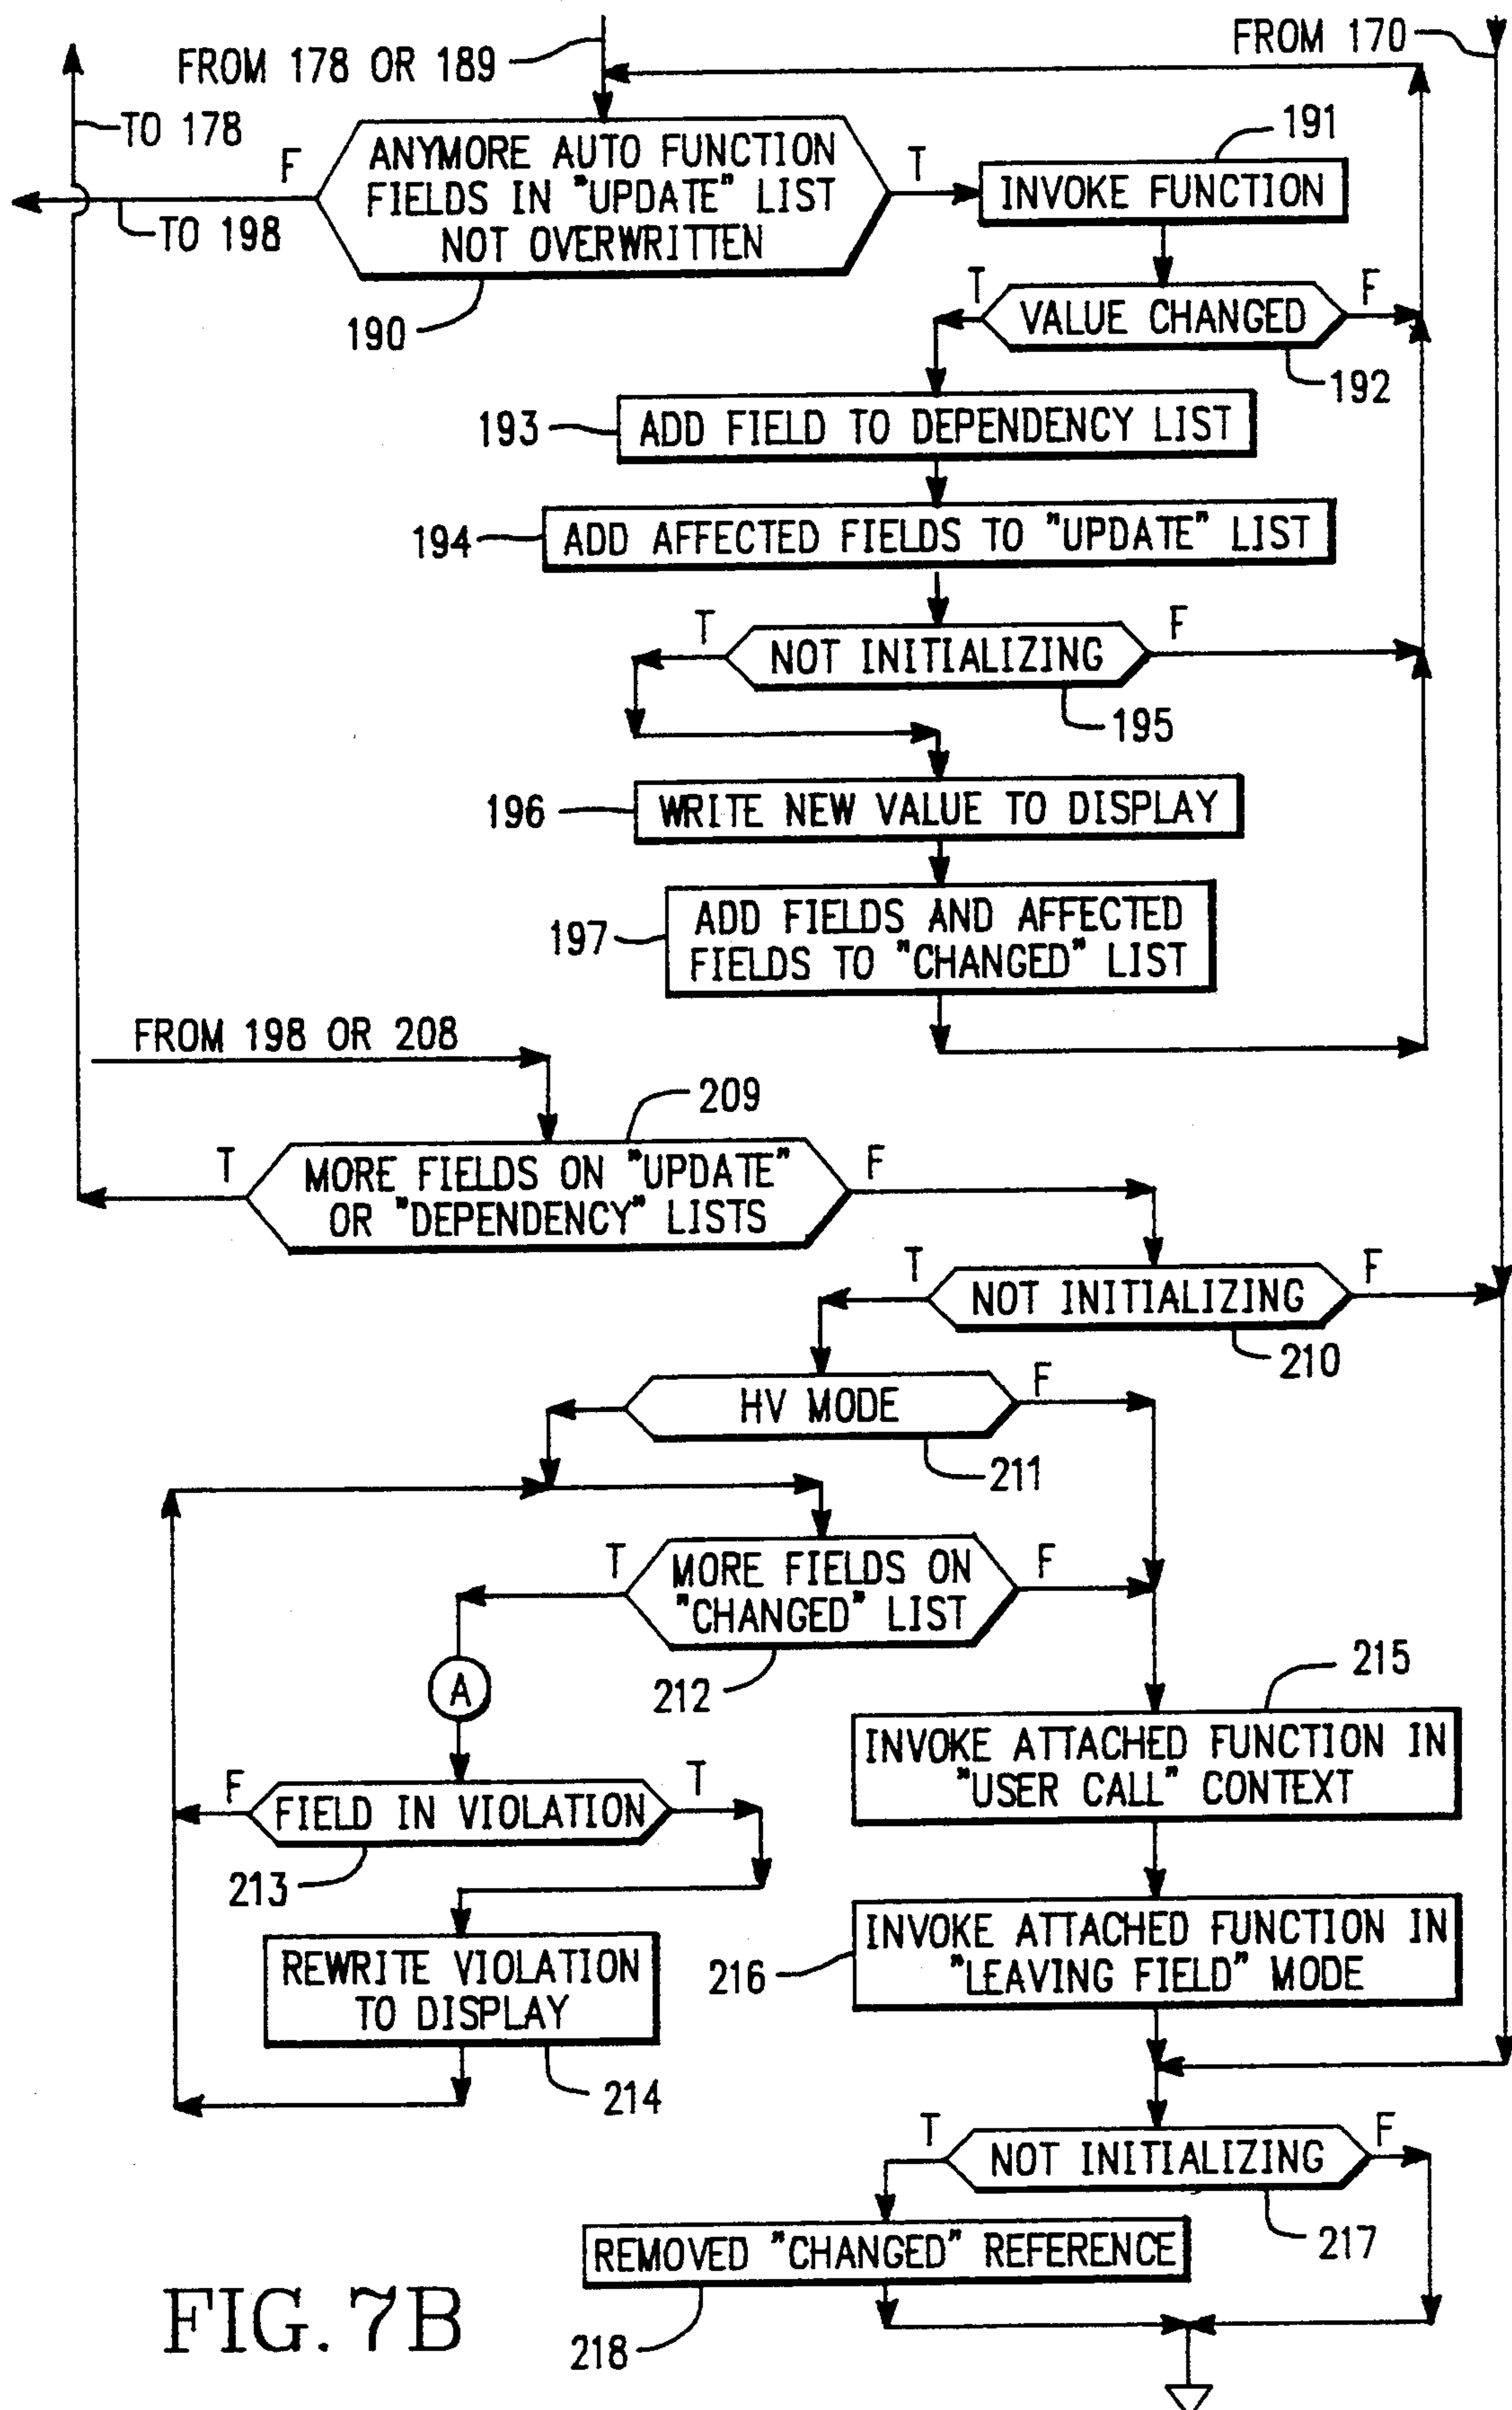 FROM 170
FROM 178 OR 189
TO 178
191
F
ANYMORE AUTO FUNCTION
FIELDS IN "UPDATE" LIST
NOT OVERWRITTEN
T
INVOKE FUNCTION
TO 198
190
T
VALUE CHANGED
F
192
193
ADD FIELD TO DEPENDENCY LIST
194
ADD AFFECTED FIELDS TO "UPDATE" LIST
T
NOT INITIALIZING
F
195
196
WRITE NEW VALUE TO DISPLAY
197
ADD FIELDS AND AFFECTED
FIELDS TO "CHANGED" LIST
FROM 198 OR 208
209
T
MORE FIELDS ON "UPDATE"
OR "DEPENDENCY" LISTS
F
T
NOT INITIALIZING
F
210
HV MODE
F
211
T
MORE FIELDS ON
"CHANGED" LIST
F
212
A
215
INVOKE ATTACHED FUNCTION IN
"USER CALL" CONTEXT
F
FIELD IN VIOLATION
T
213
216
INVOKE ATTACHED FUNCTION IN
"LEAVING FIELD" MODE
REWRITE VIOLATION
TO DISPLAY
214
T
NOT INITIALIZING
F
217
REMOVED "CHANGED" REFERENCE
218
FIG. 7B